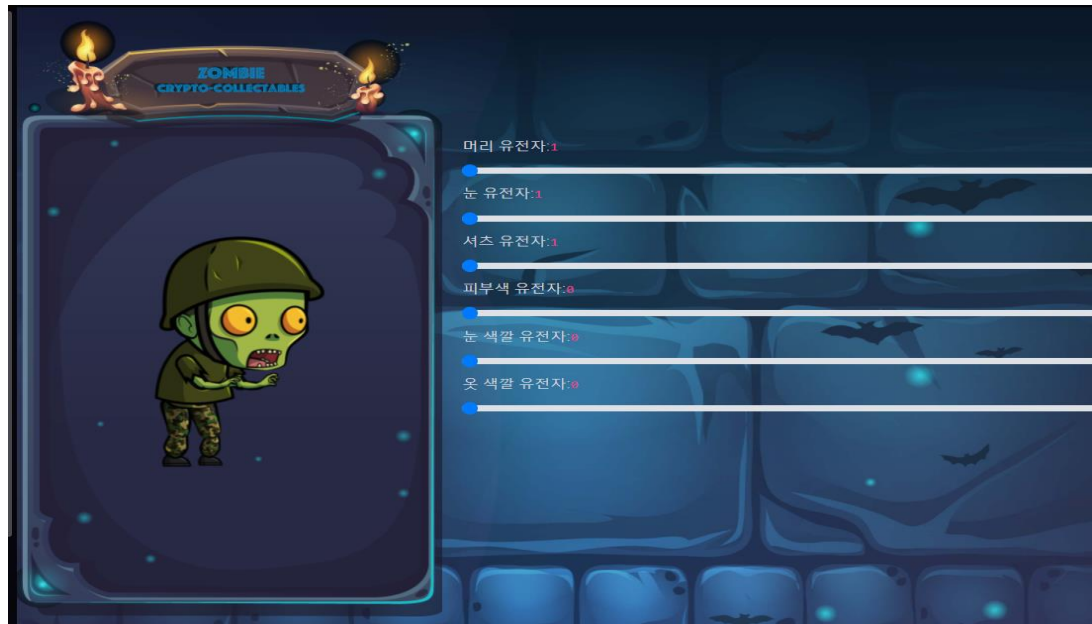 ZOMBIE
CRYPTO-COLLECTABLES
머리 유전자:1
눈 유전자:1
셔츠 유전자:1
피부색 유전자:0
눈 색깔 유전자:0
옷 색깔 유전자:0